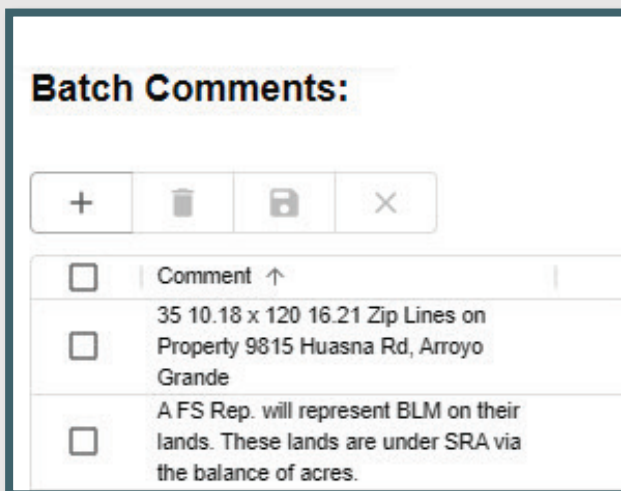 Batch Comments:
Comment ↑
35 10.18 x 120 16.21 Zip Lines on
Property 9815 Huasna Rd, Arroyo
Grande
A FS Rep. will represent BLM on their
lands. These lands are under SRA via
the balance of acres.